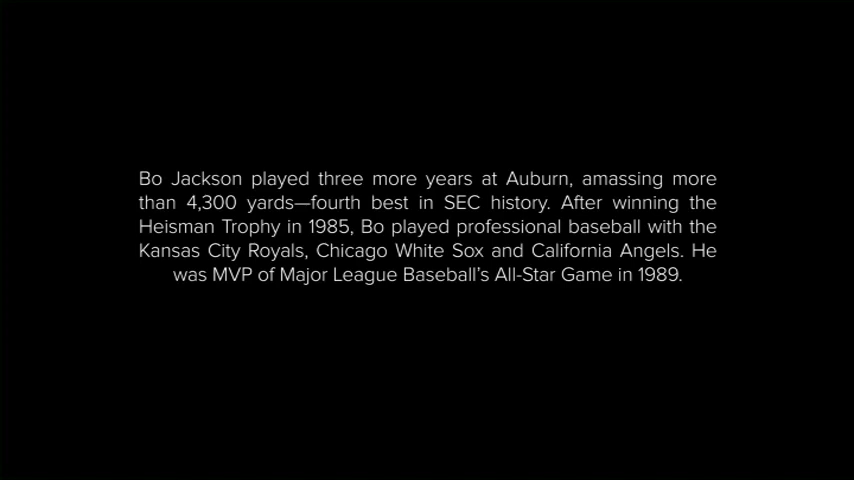 Bo Jackson played three more years at Auburn, amassing more
than 4,300 yards—fourth best in SEC history. After winning the
Heisman Trophy in 1985, Bo played professional baseball with the
Kansas City Royals, Chicago White Sox and California Angels. He
was MVP of Major League Baseball’s All-Star Game in 1989.